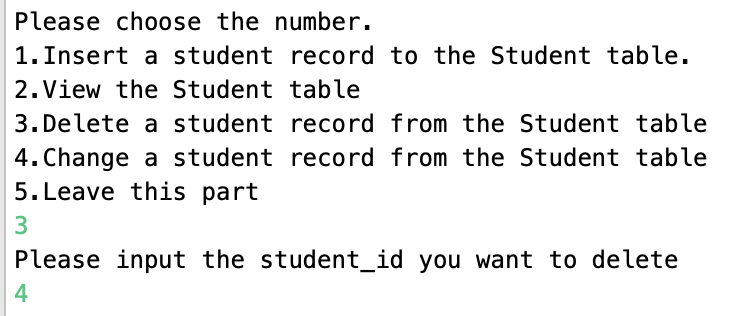 Please choose the number.
1.Insert a student record to the Student table.
2.View the Student table
3.Delete a student record from the Student table
4.Change a student record from the Student table
5.Leave this part
3
Please input the student_id you want to delete
4